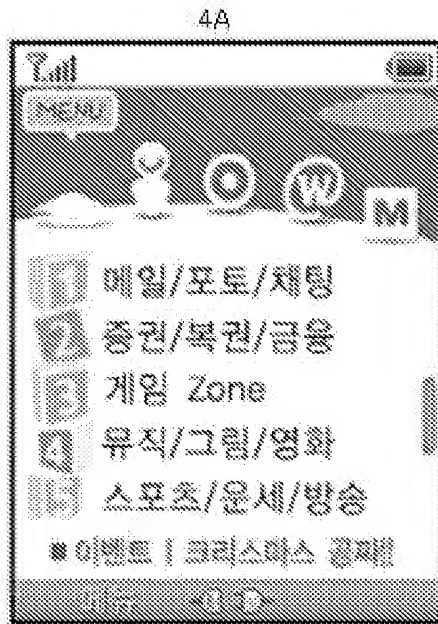 4A
MENU
O W M
1 메일/포토/채팅
2 증권/복권/금융
3 게임 Zone
4 뮤직/그림/영화
5 스포츠/운세/방송
■ 이벤트 | 크리스마스 공짜!!